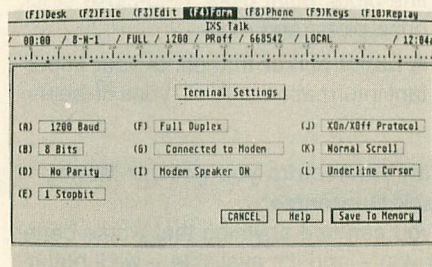 (F1)Desk (F2)File (F3)Edit (F4)Form (F8)Phone (F9)Keys (F10)Replay
IXS Talk
00:00 / 8-N-1 / FULL / 1200 / PRoff / 668542 / LOCAL / 12:04
Terminal Settings
(A) 1200 Baud (F) Full Duplex (J) XOn/XOff Protocol
(B) 8 Bits (G) Connected to Modem (K) Normal Scroll
(D) No Parity (I) Modem Speaker ON (L) Underline Cursor
(E) 1 Stopbit
CANCEL Help Save To Memory